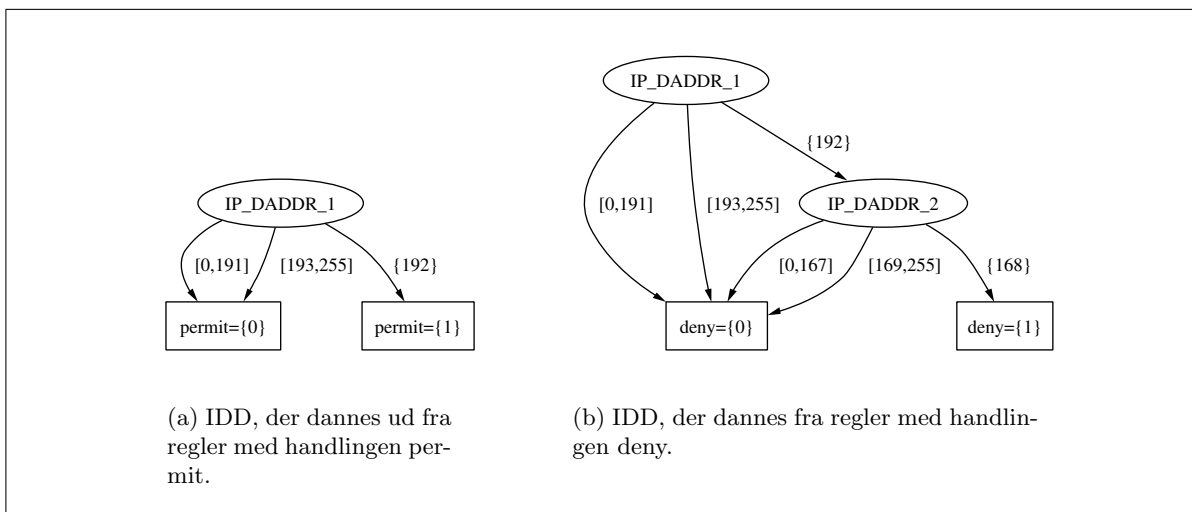 IP_DADDR_1
[0,191]
[193,255]
{192}
permit={0}
permit={1}
(a) IDD, der dannes ud fra
regler med handlingen per-
mit.
IP_DADDR_1
{192}
[0,191]
[193,255]
IP_DADDR_2
[0,167]
[169,255]
{168}
deny={0}
deny={1}
(b) IDD, der dannes fra regler med handlin-
gen deny.